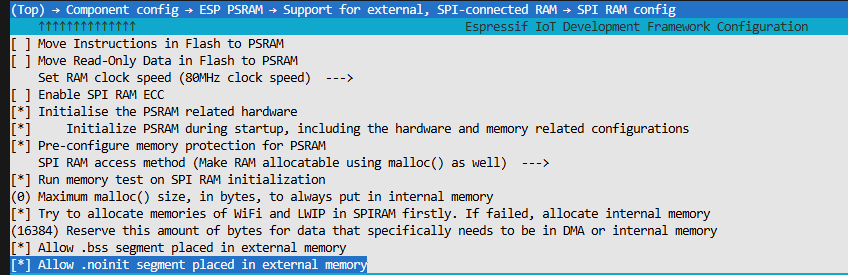 (Top) → Component config → ESP PSRAM → Support for external, SPI-connected RAM → SPI RAM config
↑↑↑↑↑↑↑↑↑↑↑↑↑↑ Espressif IoT Development Framework Configuration
[ ] Move Instructions in Flash to PSRAM
[ ] Move Read-Only Data in Flash to PSRAM
Set RAM clock speed (80MHz clock speed)  --->
[ ] Enable SPI RAM ECC
[*] Initialise the PSRAM related hardware
[*]     Initialize PSRAM during startup, including the hardware and memory related configurations
[*] Pre-configure memory protection for PSRAM
SPI RAM access method (Make RAM allocatable using malloc() as well)  --->
[*] Run memory test on SPI RAM initialization
(0) Maximum malloc() size, in bytes, to always put in internal memory
[*] Try to allocate memories of WiFi and LWIP in SPIRAM firstly. If failed, allocate internal memory
(16384) Reserve this amount of bytes for data that specifically needs to be in DMA or internal memory
[*] Allow .bss segment placed in external memory
[*] Allow .noinit segment placed in external memory